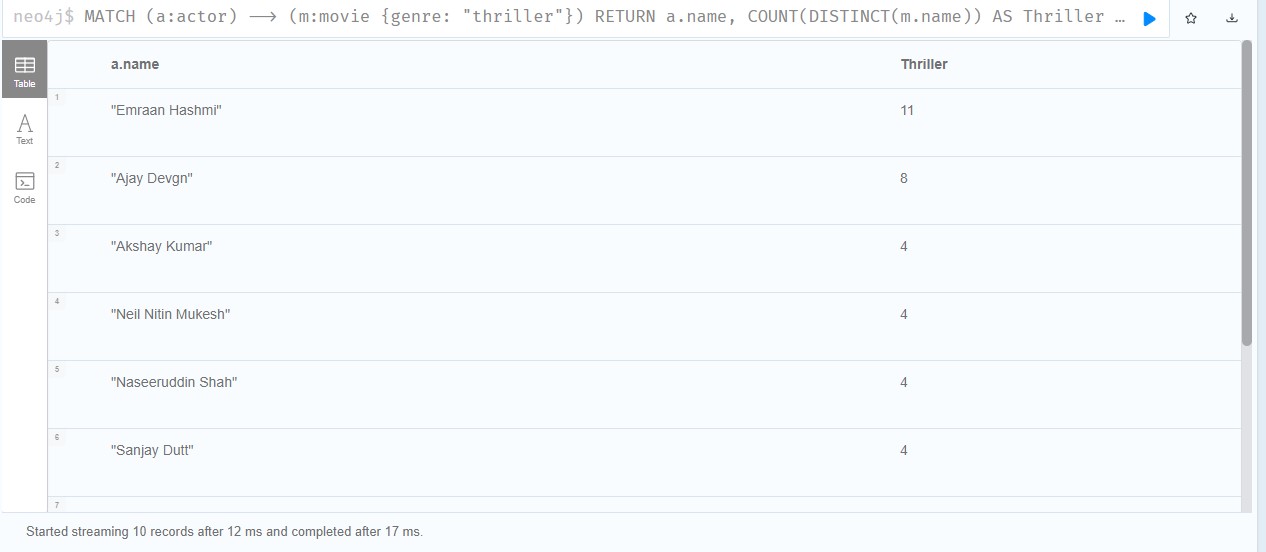 neo4j$ MATCH (a:actor) ⟶ (m:movie {genre: "thriller"}) RETURN a.name, COUNT(DISTINCT(m.name)) AS Thriller …
Table
Text
Code
a.name Thriller
1
"Emraan Hashmi" 11
2
"Ajay Devgn" 8
3
"Akshay Kumar" 4
4
"Neil Nitin Mukesh" 4
5
"Naseeruddin Shah" 4
6
"Sanjay Dutt" 4
7
Started streaming 10 records after 12 ms and completed after 17 ms.